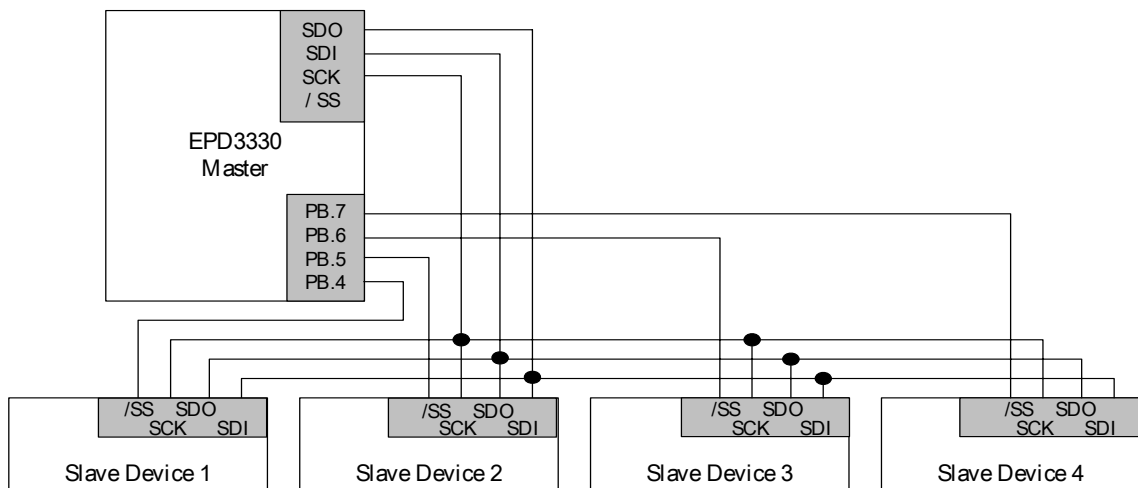 SDO
SDI
SCK
/ SS
EPD3330
Master
PB.7
PB.6
PB.5
PB.4
/SS SDO
SCK SDI
Slave Device 1
/SS SDO
SCK SDI
Slave Device 2
/SS SDO
SCK SDI
Slave Device 3
/SS SDO
SCK SDI
Slave Device 4